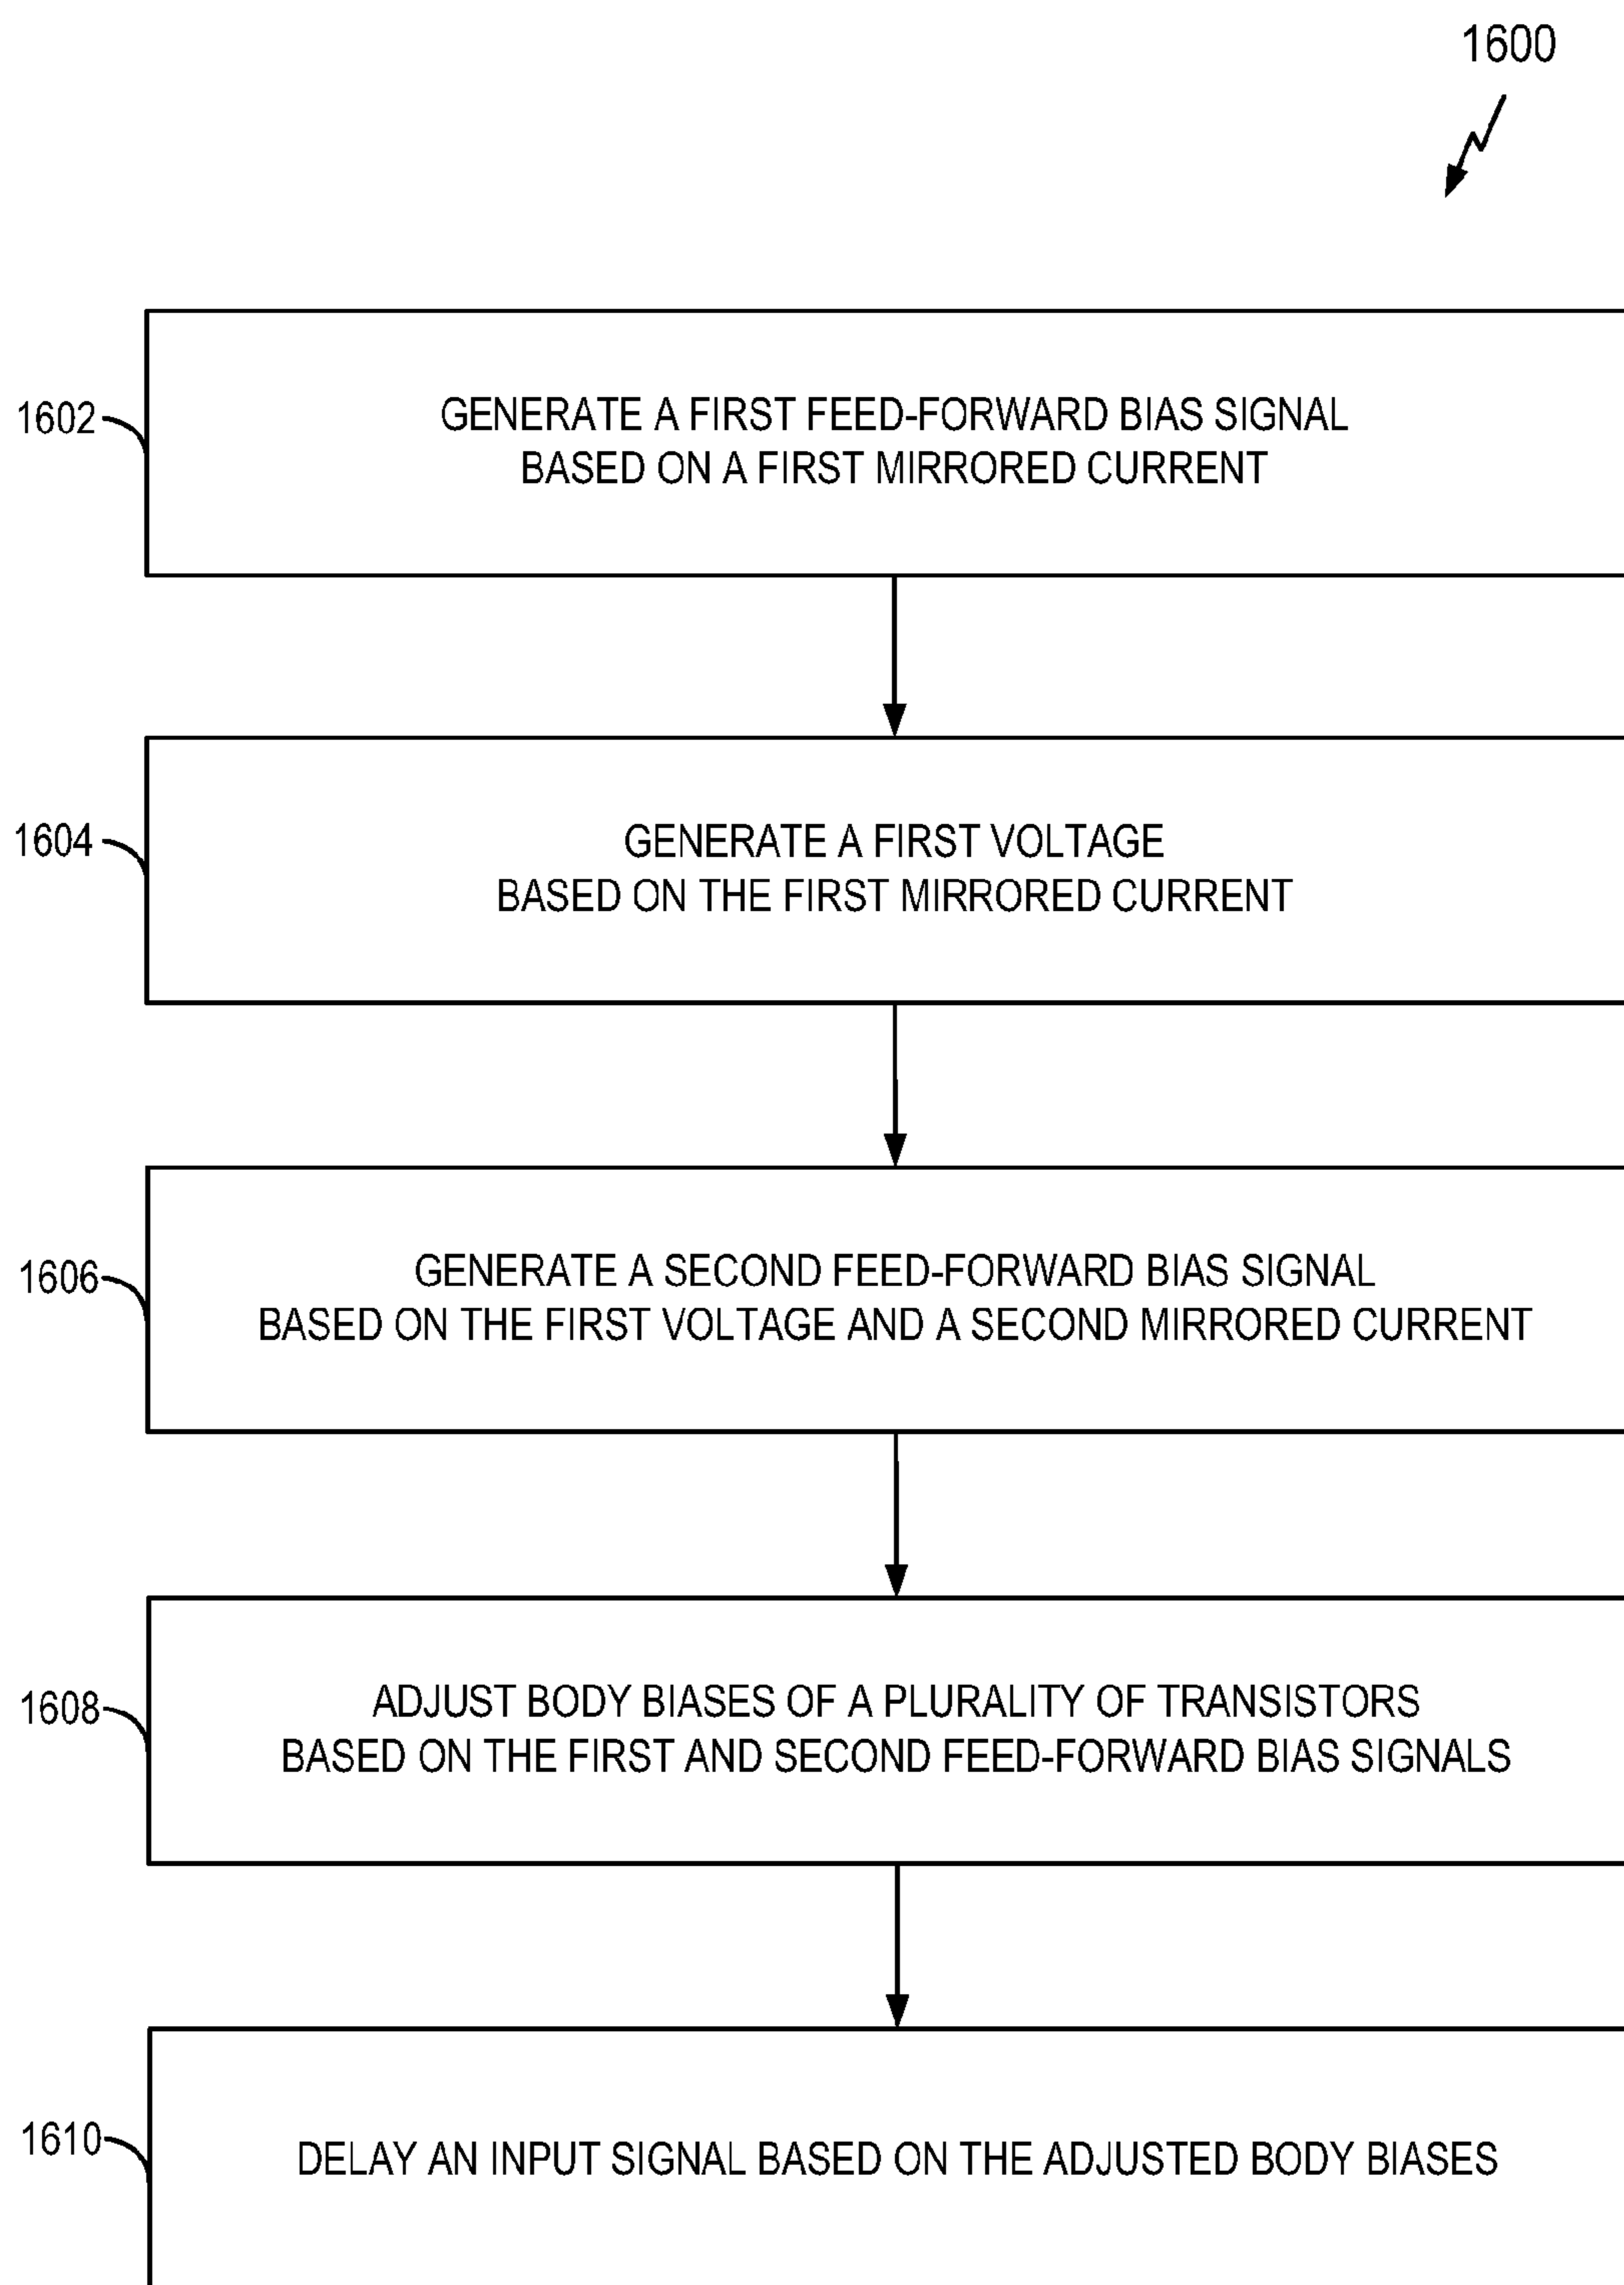 1600
1602
GENERATE A FIRST FEED-FORWARD BIAS SIGNAL
BASED ON A FIRST MIRRORED CURRENT
1604
GENERATE A FIRST VOLTAGE
BASED ON THE FIRST MIRRORED CURRENT
1606
GENERATE A SECOND FEED-FORWARD BIAS SIGNAL
BASED ON THE FIRST VOLTAGE AND A SECOND MIRRORED CURRENT
1608
ADJUST BODY BIASES OF A PLURALITY OF TRANSISTORS
BASED ON THE FIRST AND SECOND FEED-FORWARD BIAS SIGNALS
1610
DELAY AN INPUT SIGNAL BASED ON THE ADJUSTED BODY BIASES